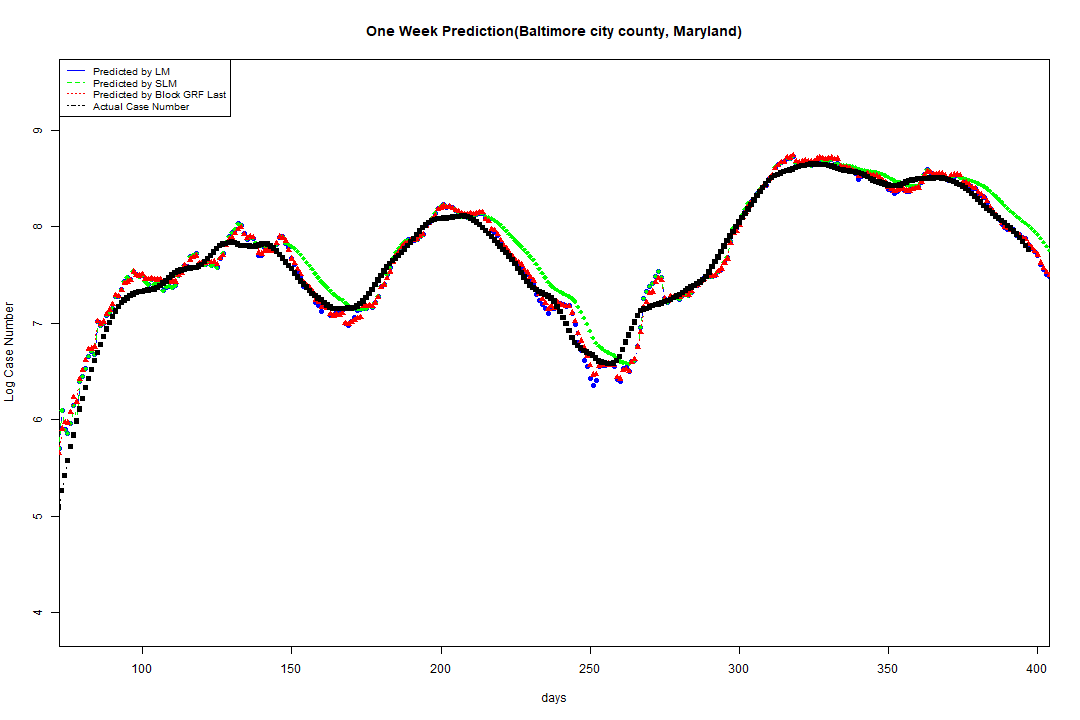 One Week Prediction(Baltimore city county, Maryland)
Predicted by LM
Predicted by SLM
Predicted by Block GRF Last
Actual Case Number
9
8
7
6
5
4
Log Case Number
100 150 200 250 300 350 400
days